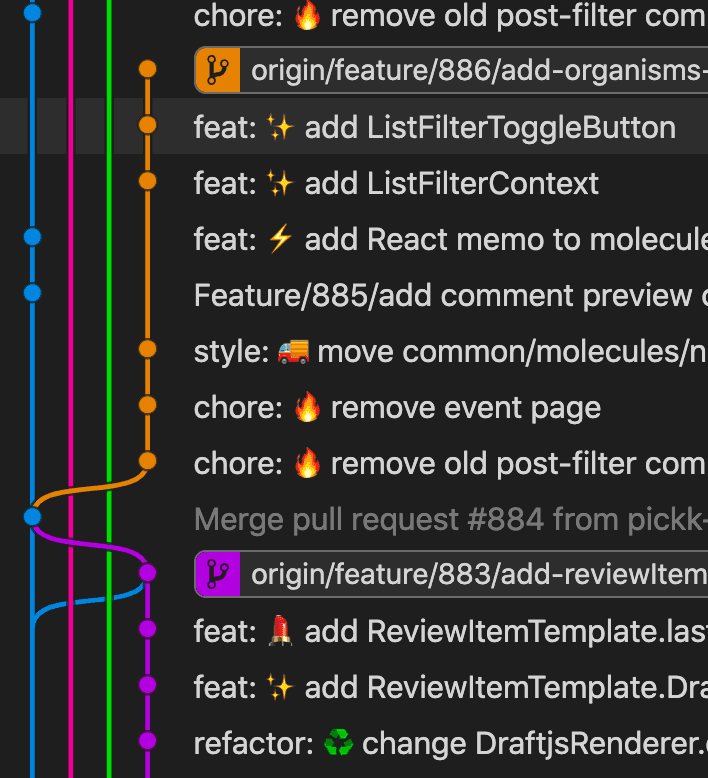 chore: 🔥 remove old post-filter com
origin/feature/886/add-organisms-
feat: ✨ add ListFilterToggleButton
feat: ✨ add ListFilterContext
feat: ⚡ add React memo to molecule
Feature/885/add comment preview c
style: 🚚 move common/molecules/n
chore: 🔥 remove event page
chore: 🔥 remove old post-filter com
Merge pull request #884 from pickk-
origin/feature/883/add-reviewItem
feat: 🚨 add ReviewItemTemplate.las
feat: ✨ add ReviewItemTemplate.Dra
refactor: ♻️ change DraftjsRenderer.